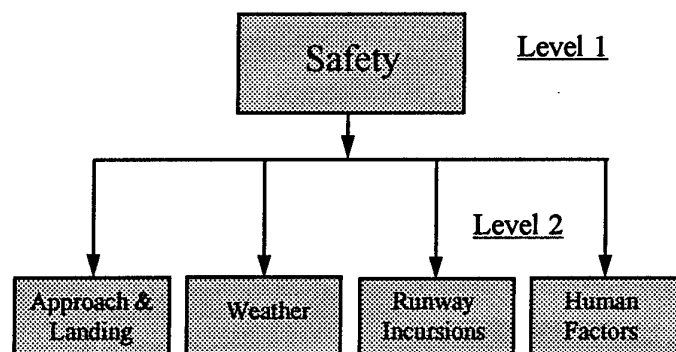 Safety
Level 1
Level 2
Approach &
Landing
Weather
Runway
Incursions
Human
Factors